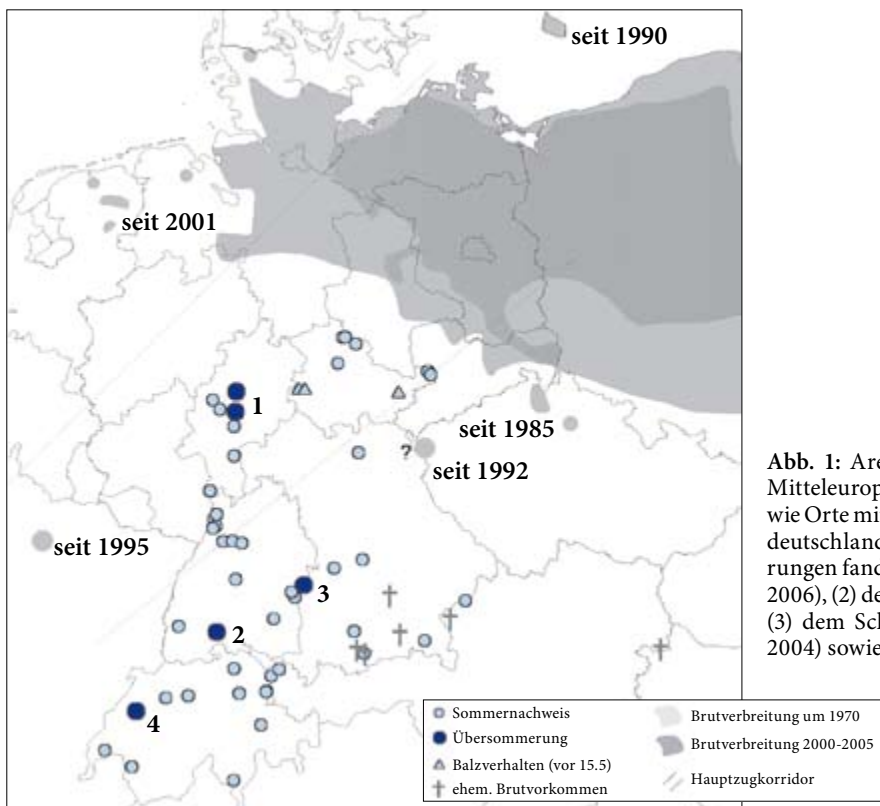 seit 1990
seit 2001
1
seit 1985
?
seit 1992
seit 1995
3
2
4
Sommernachweis
Übersommerung
Balzverhalten (vor 15.5)
ehem. Brutvorkommen
Brutverbreitung um 1970
Brutverbreitung 2000-2005
Hauptzugkorridor
Abb. 1: Are
Mitteleurop
wie Orte mi
deutschland
rungen fand
2006), (2) de
(3) dem Sch
2004) sowie